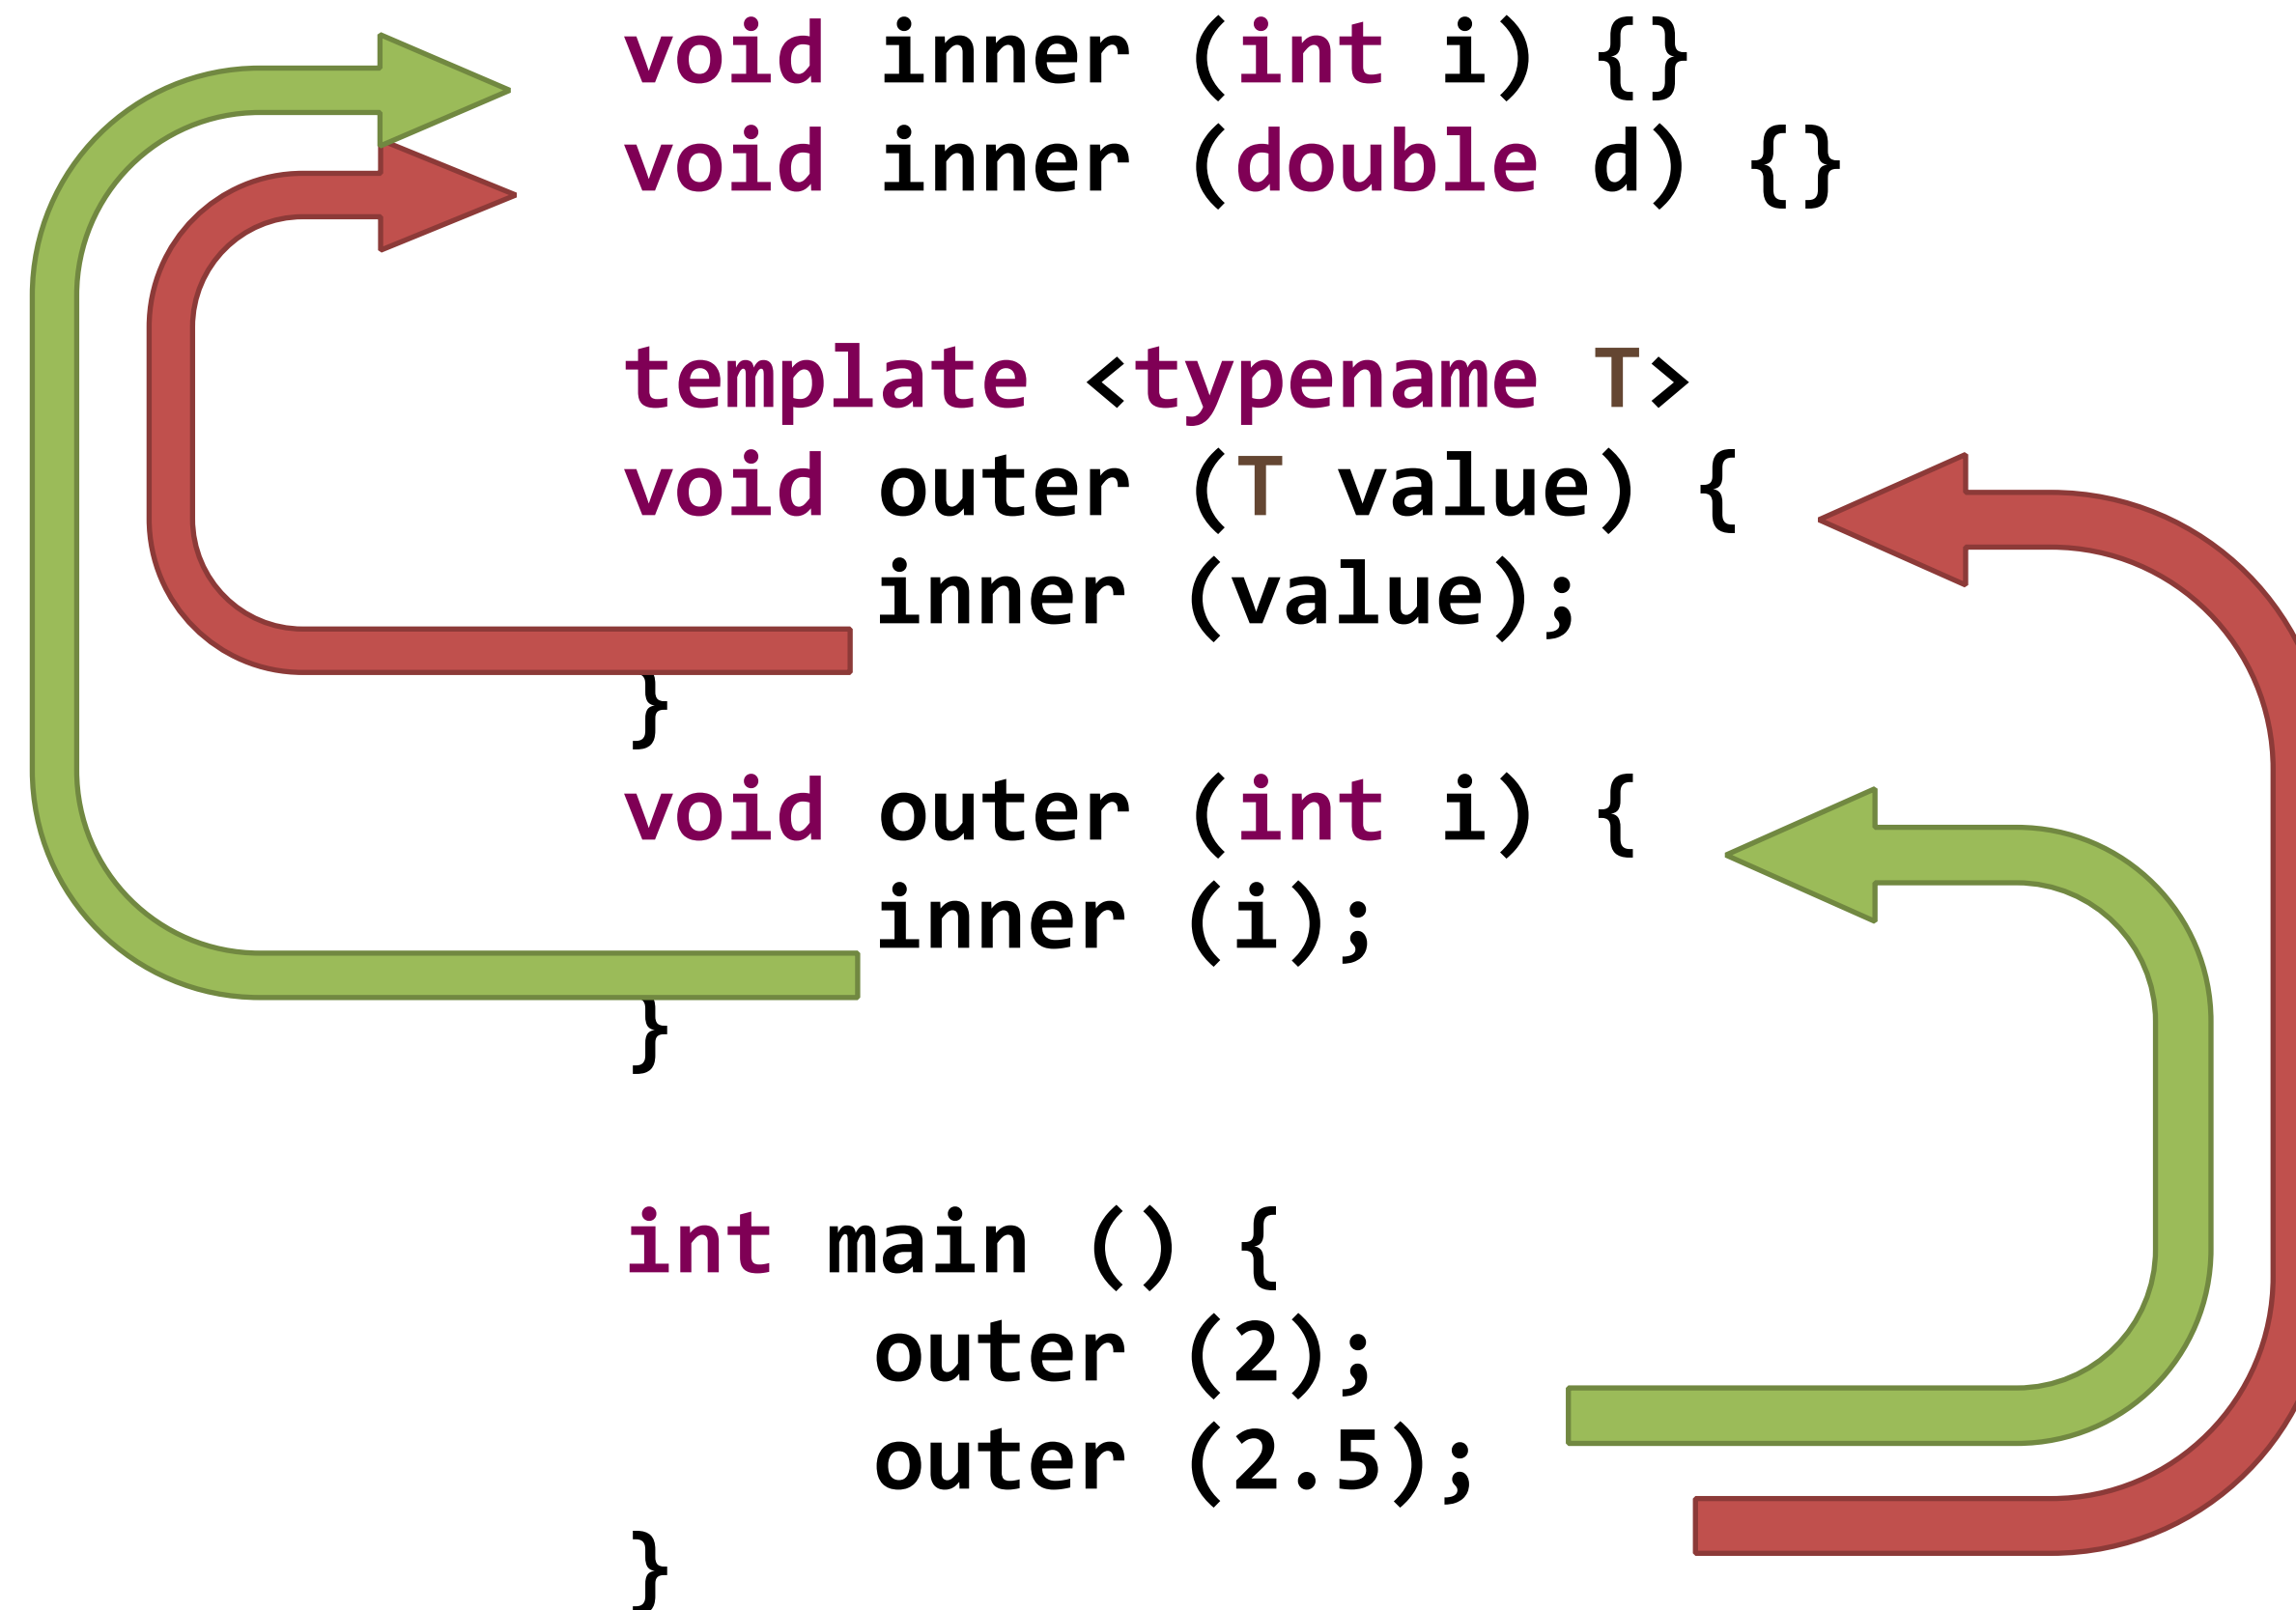 void inner (int i) {}
void inner (double d) {}
template <typename T>
void outer (T value) {
inner (value);
}
void outer (int i) {
inner (i);
}
int main () {
outer (2);
outer (2.5);
}